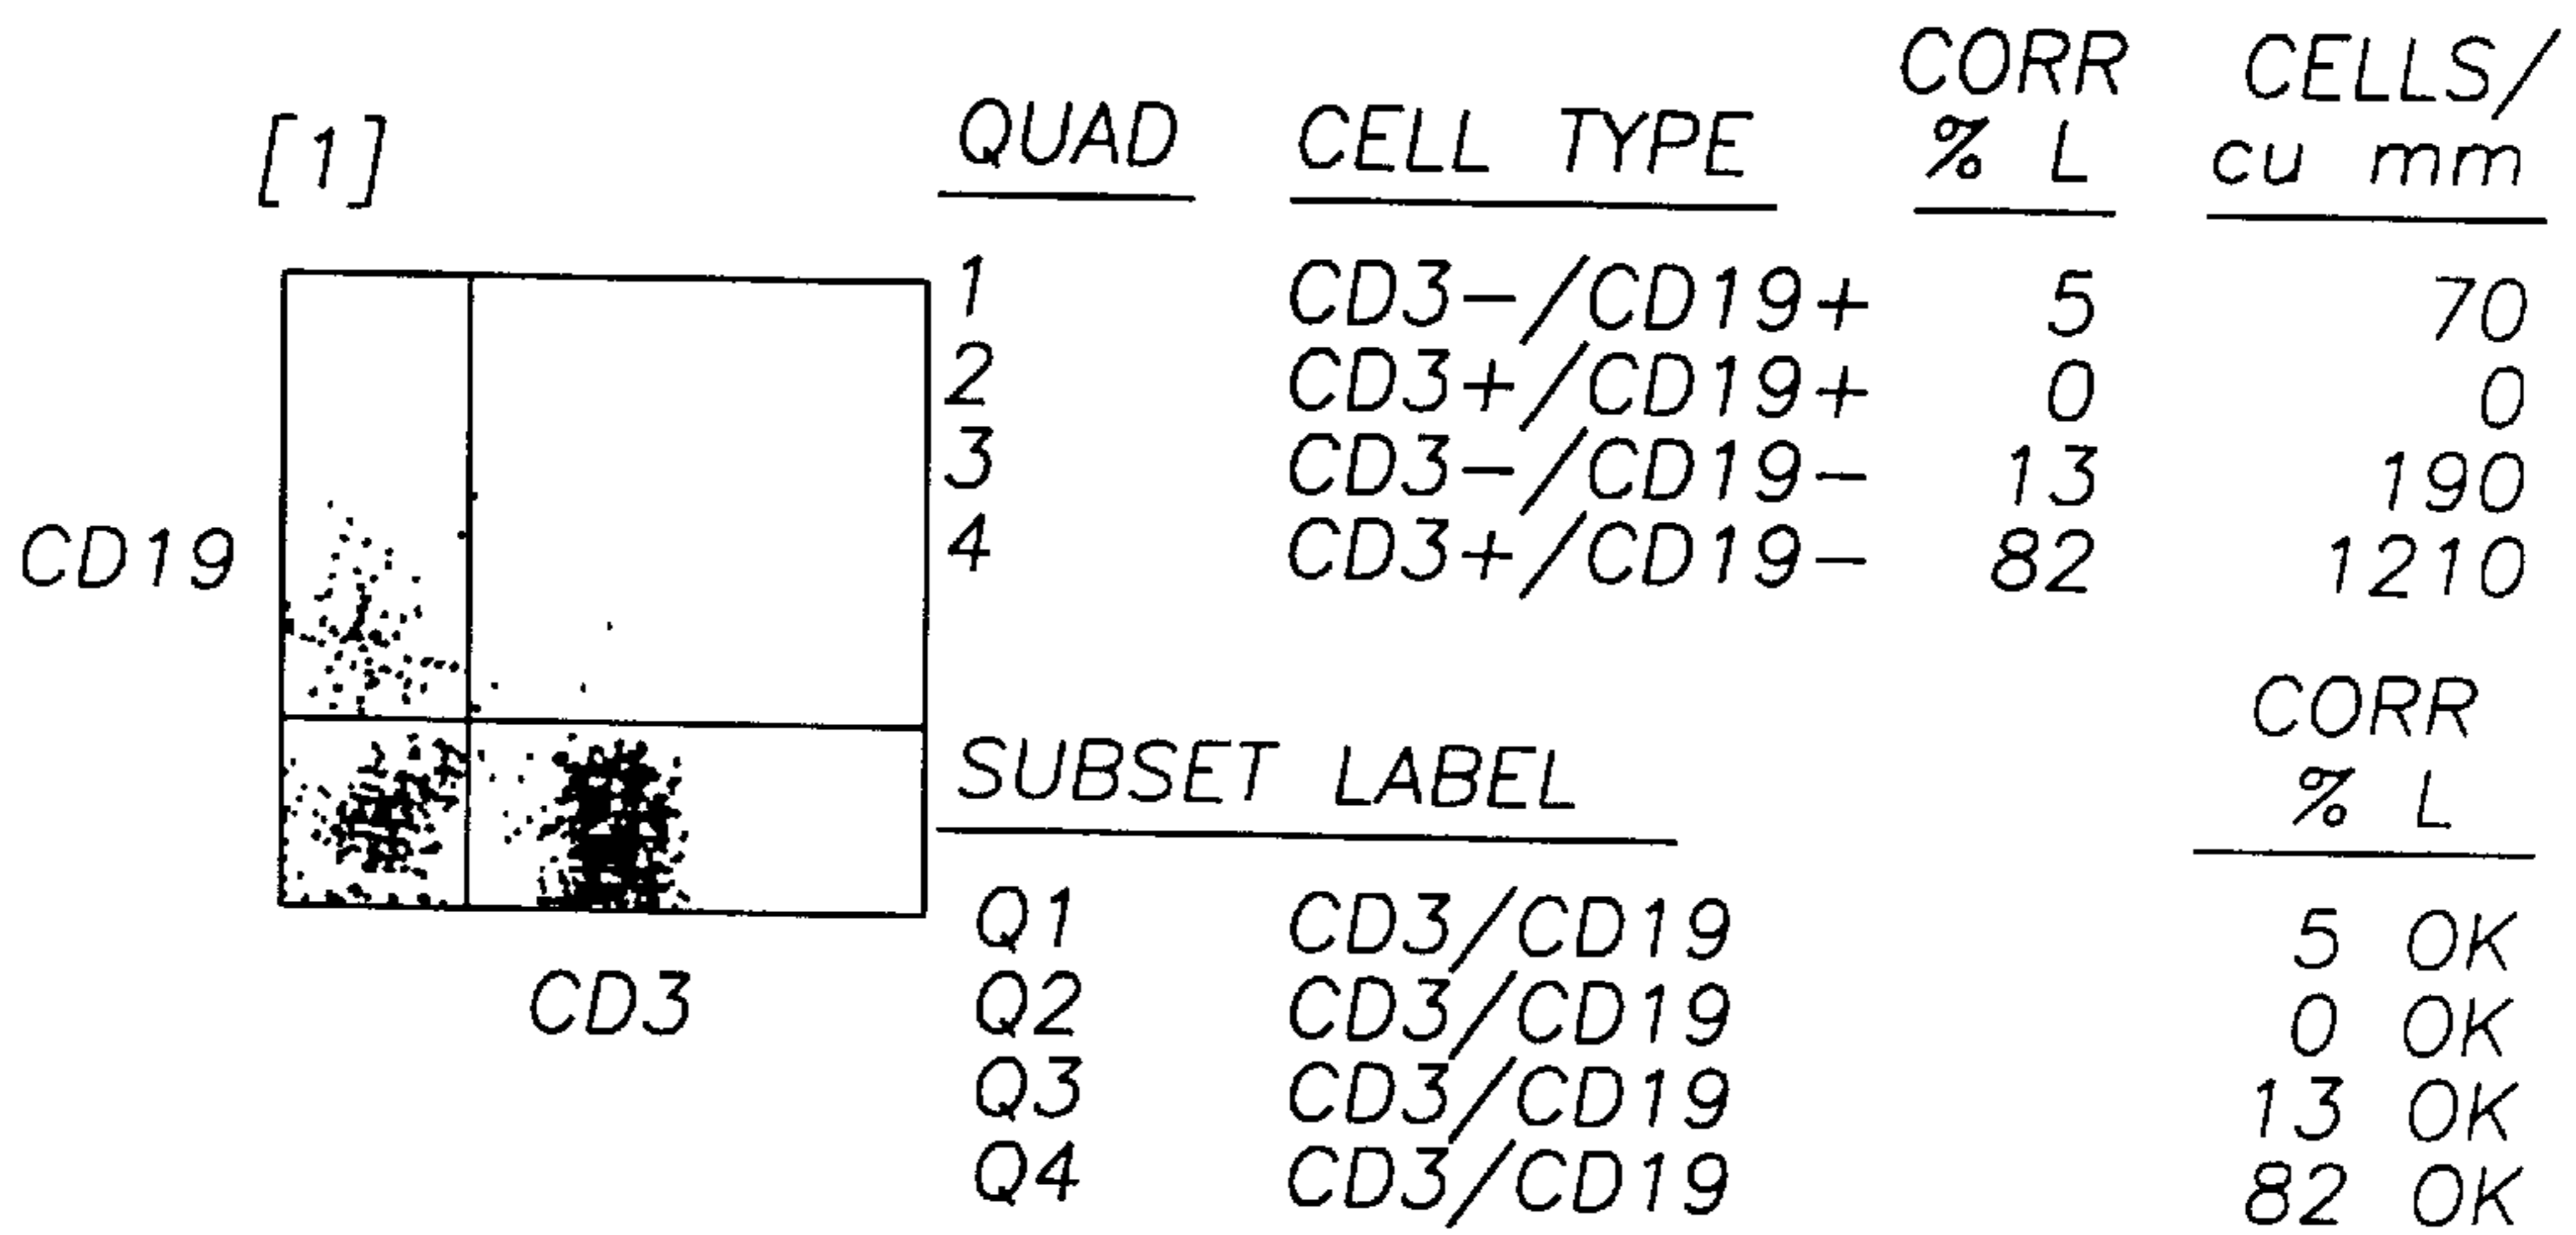 [1]
CD19
CD3
QUAD CELL TYPE CORR % L CELLS/ cu mm
1 CD3-/CD19+ 5 70
2 CD3+/CD19+ 0 0
3 CD3-/CD19- 13 190
4 CD3+/CD19- 82 1210
SUBSET LABEL CORR % L
Q1 CD3/CD19 5 OK
Q2 CD3/CD19 0 OK
Q3 CD3/CD19 13 OK
Q4 CD3/CD19 82 OK